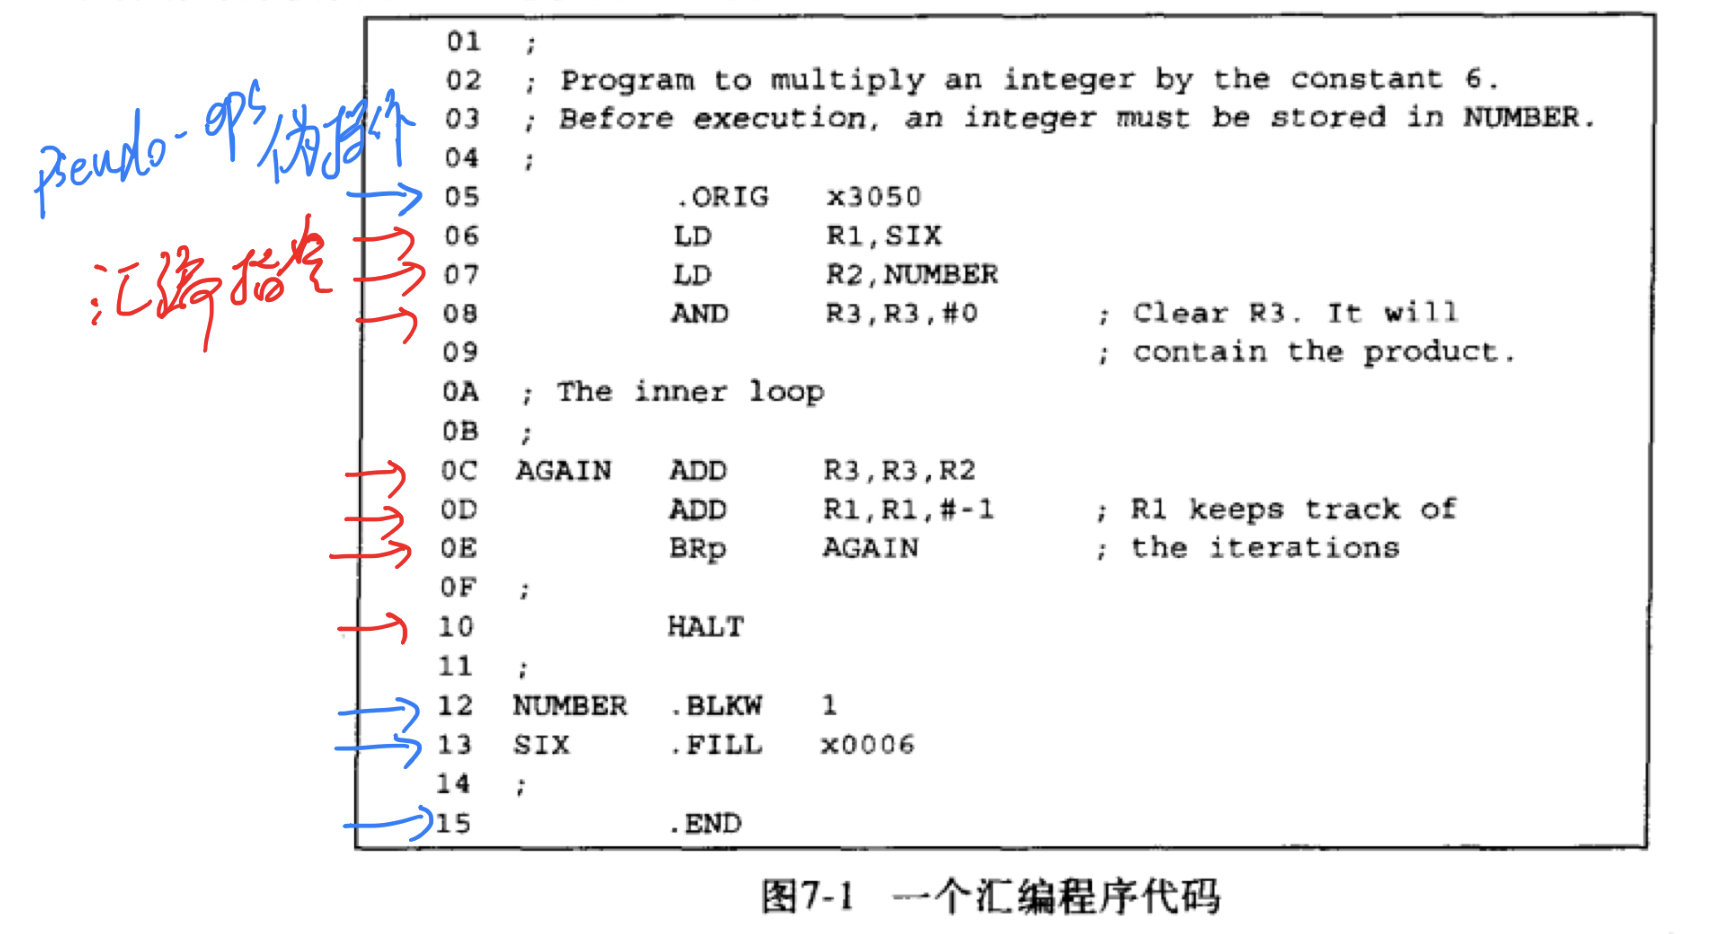 pseudo-ops 伪操作
汇编指令
01 ;
02 ; Program to multiply an integer by the constant 6.
03 ; Before execution, an integer must be stored in NUMBER.
04 ;
05 .ORIG x3050
06 LD R1,SIX
07 LD R2,NUMBER
08 AND R3,R3,#0 ; Clear R3. It will
09 ; contain the product.
0A ; The inner loop
0B ;
0C AGAIN ADD R3,R3,R2
0D ADD R1,R1,#-1 ; R1 keeps track of
0E BRp AGAIN ; the iterations
0F ;
10 HALT
11 ;
12 NUMBER .BLKW 1
13 SIX .FILL x0006
14 ;
15 .END
图7-1 一个汇编程序代码